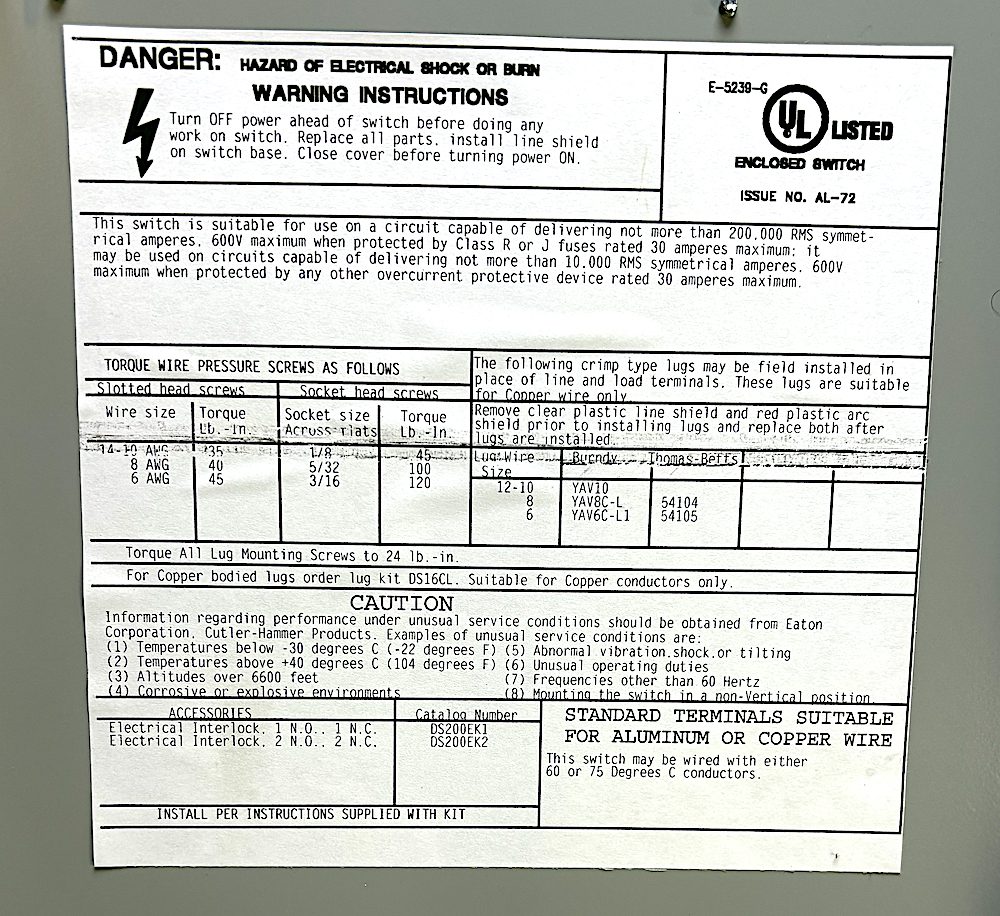 DANGER: HAZARD OF ELECTRICAL SHOCK OR BURN
WARNING INSTRUCTIONS
Turn OFF power ahead of switch before doing any
work on switch. Replace all parts. install line shield
on switch base. Close cover before turning power ON.
E-5239-G
UL LISTED
ENCLOSED SWITCH
ISSUE NO. AL-72
This switch is suitable for use on a circuit capable of delivering not more than 200,000 RMS symmet-
rical amperes, 600V maximum when protected by Class R or J fuses rated 30 amperes maximum; it
may be used on circuits capable of delivering not more than 10,000 RMS symmetrical amperes, 600V
maximum when protected by any other overcurrent protective device rated 30 amperes maximum.
TORQUE WIRE PRESSURE SCREWS AS FOLLOWS
Slotted head screws Socket head screws
Wire size Torque Socket size Torque
Lb.-In. Across flats Lb.-In.
14-10 AWG 35 1/8 45
8 AWG 40 5/32 100
6 AWG 45 3/16 120
The following crimp type lugs may be field installed in
place of line and load terminals. These lugs are suitable
for Copper wire only.
Remove clear plastic line shield and red plastic arc
shield prior to installing lugs and replace both after
lugs are installed.
Lug Wire Burndy Thomas-Betts
Size
12-10 YAV10
8 YAV8C-L 54104
6 YAV6C-L1 54105
Torque All Lug Mounting Screws to 24 lb.-in.
For Copper bodied lugs order lug kit DS16CL. Suitable for Copper conductors only.
CAUTION
Information regarding performance under unusual service conditions should be obtained from Eaton
Corporation, Cutler-Hammer Products. Examples of unusual service conditions are:
(1) Temperatures below -30 degrees C (-22 degrees F) (5) Abnormal vibration,shock,or tilting
(2) Temperatures above +40 degrees C (104 degrees F) (6) Unusual operating duties
(3) Altitudes over 6600 feet (7) Frequencies other than 60 Hertz
(4) Corrosive or explosive environments (8) Mounting the switch in a non-Vertical position
ACCESSORIES Catalog Number
Electrical Interlock, 1 N.O., 1 N.C. DS200EK1
Electrical Interlock, 2 N.O., 2 N.C. DS200EK2
INSTALL PER INSTRUCTIONS SUPPLIED WITH KIT
STANDARD TERMINALS SUITABLE
FOR ALUMINUM OR COPPER WIRE
This switch may be wired with either
60 or 75 Degrees C conductors.